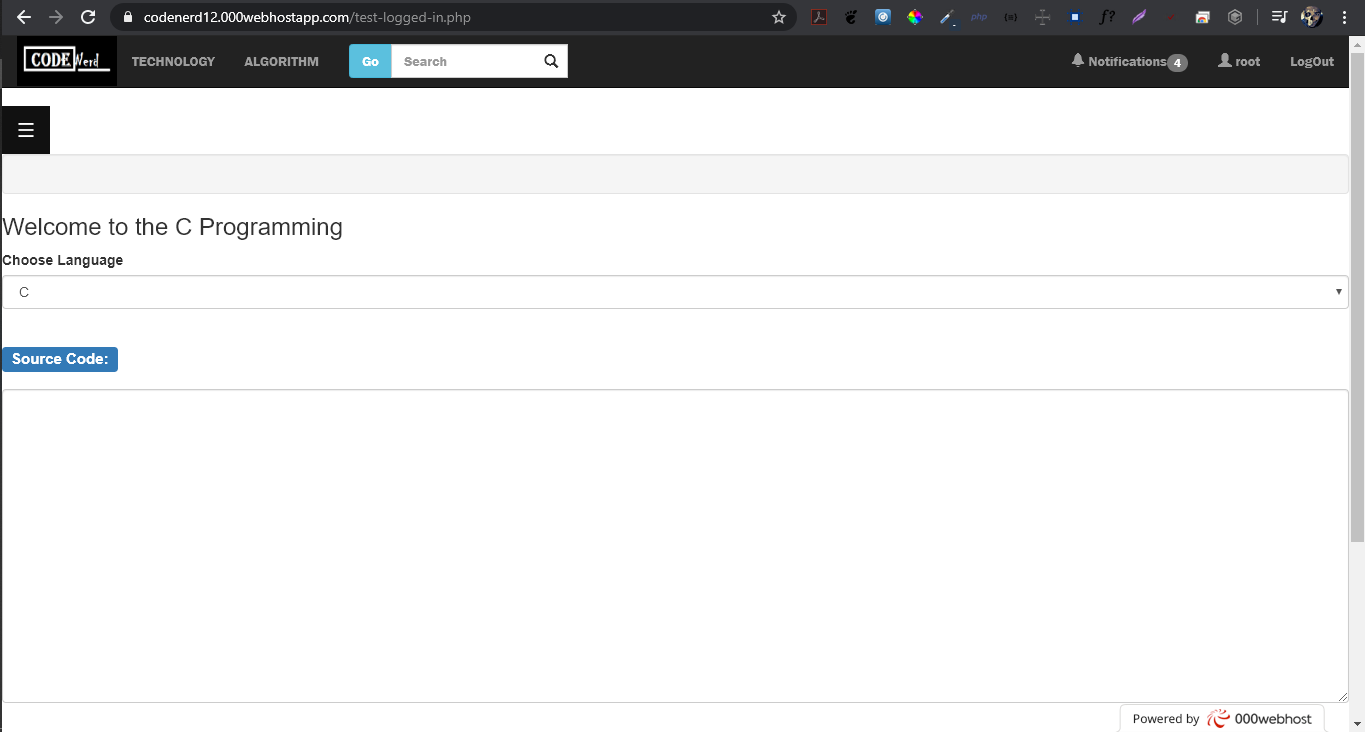 codenerd12.000webhostapp.com/test-logged-in.php
CODE Nerd TECHNOLOGY ALGORITHM Go Search Notifications 4 root LogOut
☰
Welcome to the C Programming
Choose Language
C
Source Code:
Powered by 000webhost